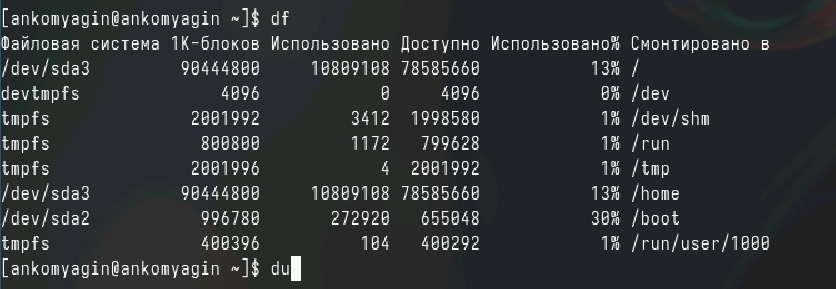 [ankomyagin@ankomyagin ~]$ df
Файловая система 1K-блоков Использовано Доступно Использовано% Смонтировано в
/dev/sda3 90444800 10809108 78585660 13% /
devtmpfs 4096 0 4096 0% /dev
tmpfs 2001992 3412 1998580 1% /dev/shm
tmpfs 800800 1172 799628 1% /run
tmpfs 2001996 4 2001992 1% /tmp
/dev/sda3 90444800 10809108 78585660 13% /home
/dev/sda2 996780 272920 655048 30% /boot
tmpfs 400396 104 400292 1% /run/user/1000
[ankomyagin@ankomyagin ~]$ du